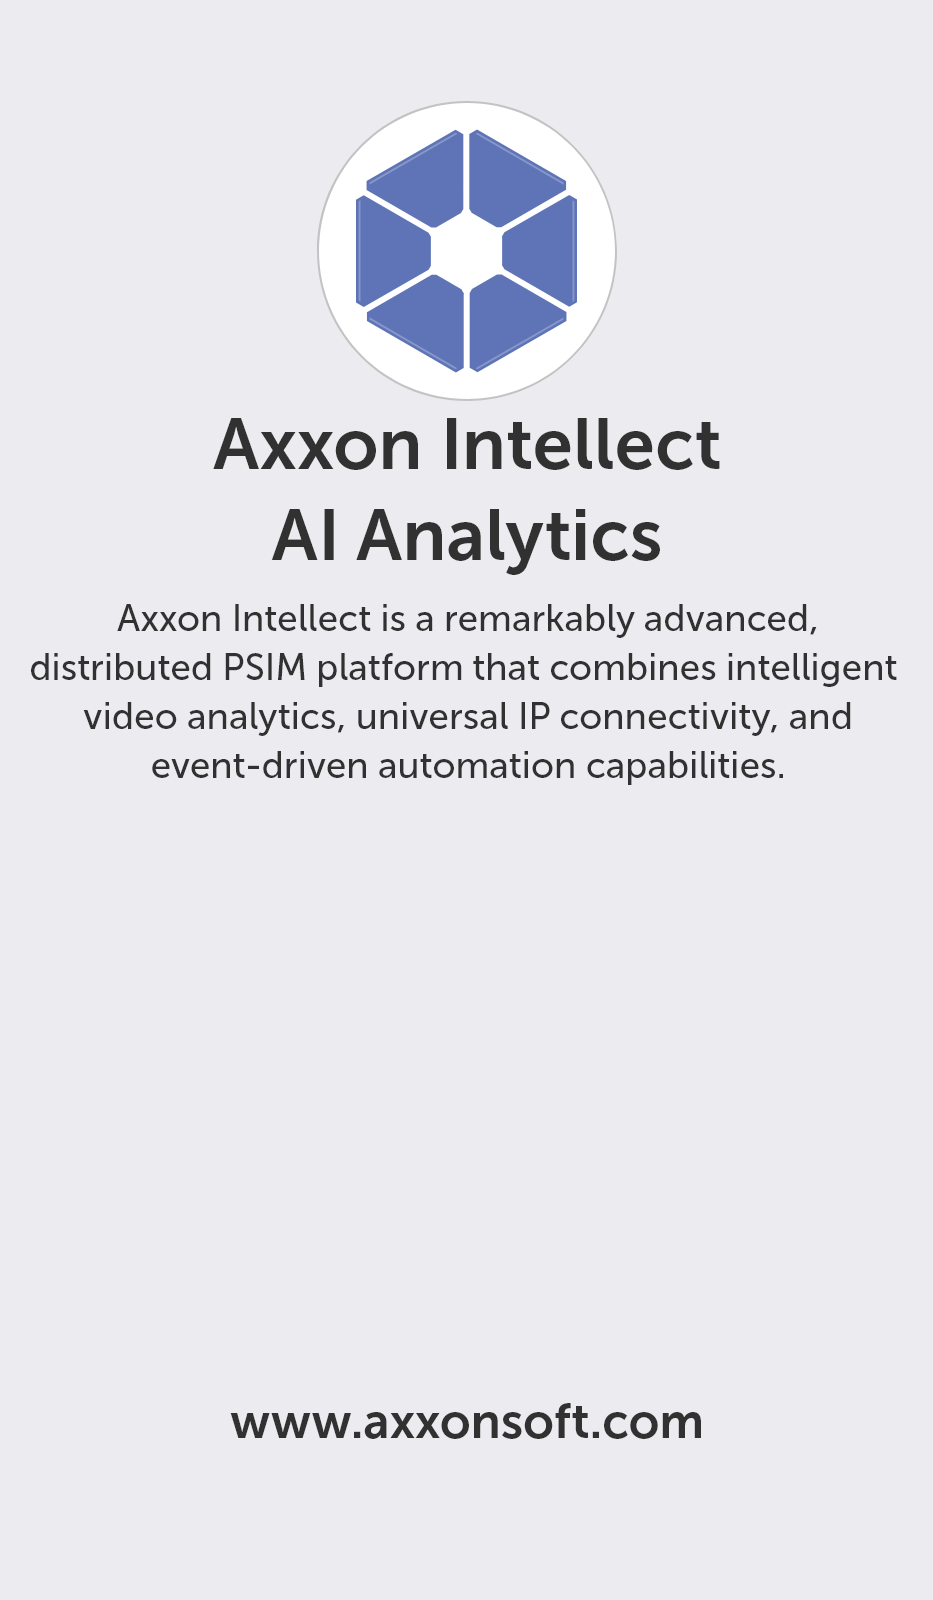 Axxon Intellect
AI Analytics
Axxon Intellect is a remarkably advanced,
distributed PSIM platform that combines intelligent
video analytics, universal IP connectivity, and
event-driven automation capabilities.
www.axxonsoft.com